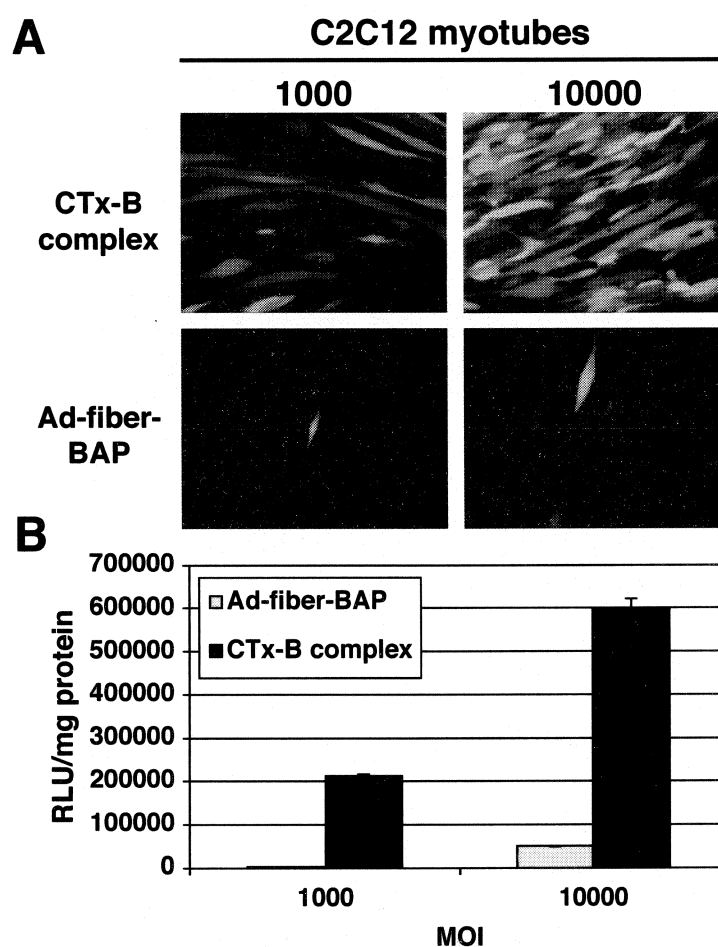 A
C2C12 myotubes
1000 10000
CTx-B
complex
Ad-fiber-
BAP
B
700000
600000
500000
400000
300000
200000
100000
0
RLU/mg protein
Ad-fiber-BAP
CTx-B complex
1000 10000
MOI